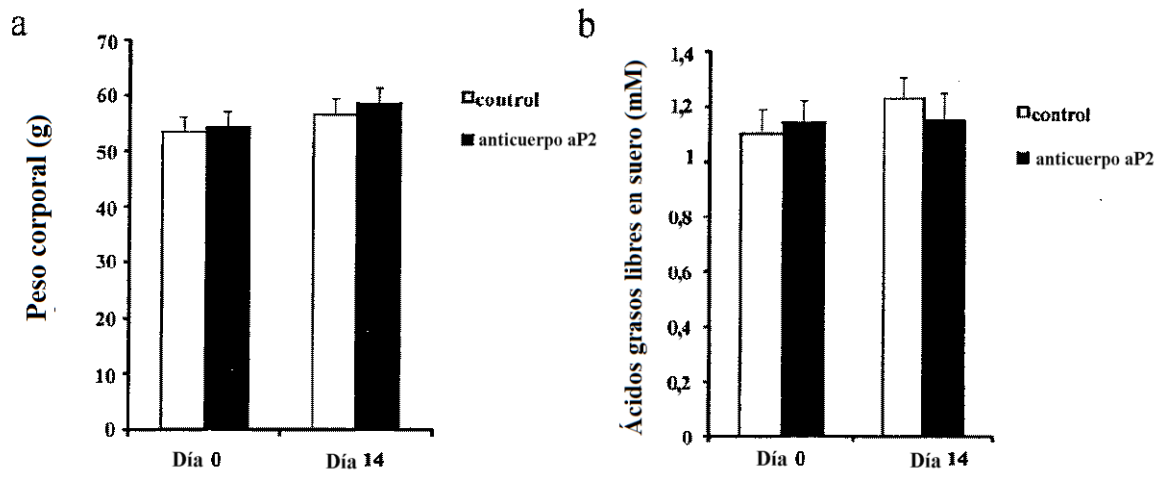 a
Peso corporal (g)
70
60
50
40
30
20
10
0
Día 0
Día 14
control
anticuerpo aP2
b
Ácidos grasos libres en suero (mM)
1,4
1,2
1
0,8
0,6
0,4
0,2
0
Día 0
Día 14
control
anticuerpo aP2